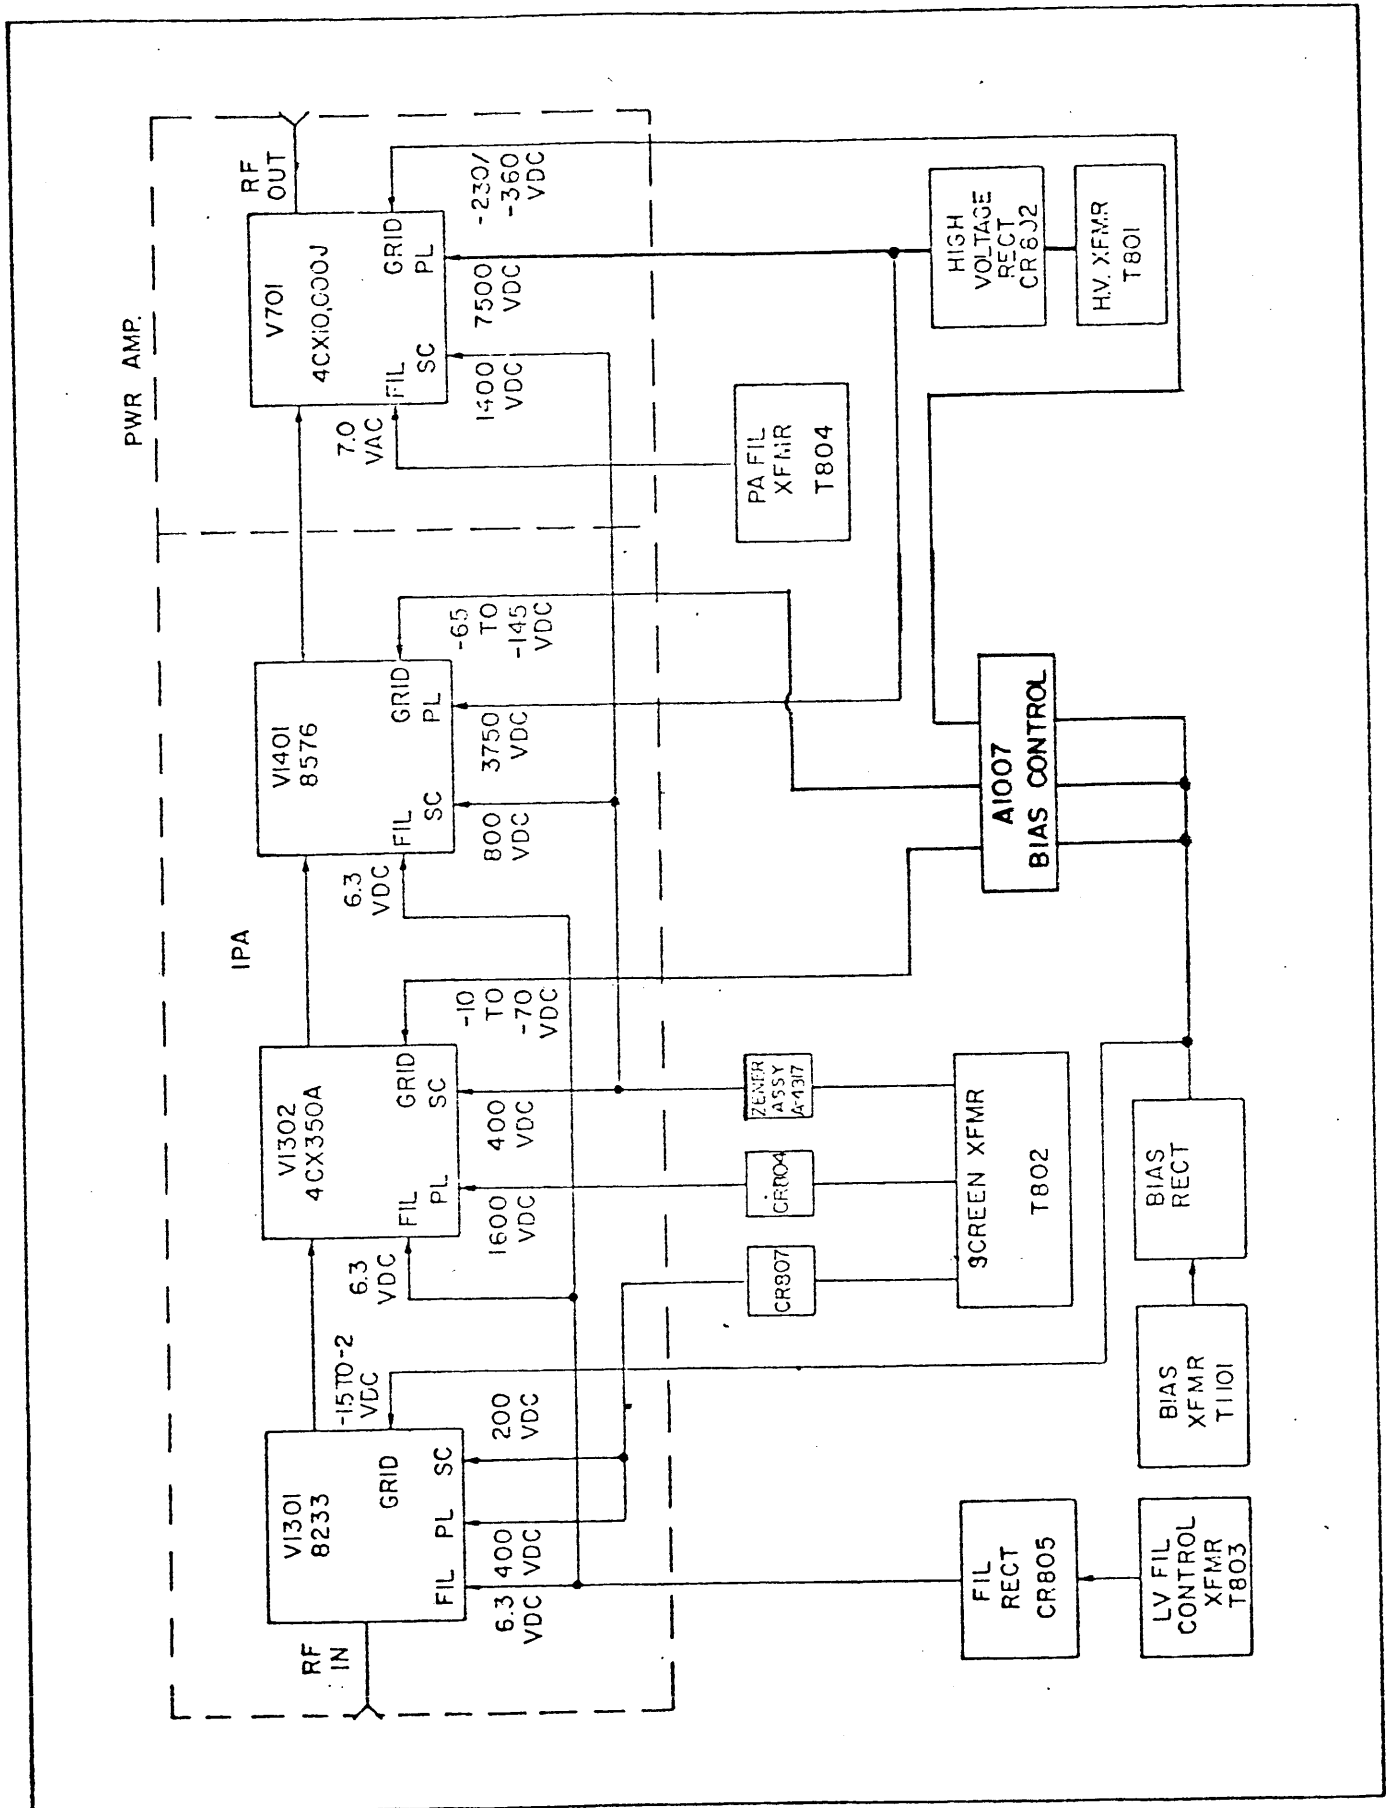 PWR AMP.
IPA
RF
IN
V1301
8233
GRID
FIL
PL
SC
6.3
VDC
400
VDC
200
VDC
-15TO-2
VDC
V1302
4CX350A
FIL
PL
GRID
SC
6.3
VDC
1600
VDC
400
VDC
-10
TO
-70
VDC
V1401
8576
FIL
SC
GRID
PL
6.3
VDC
800
VDC
3750
VDC
-65
TO
-145
VDC
V701
4CX10,000J
FIL
SC
GRID
PL
7.0
VAC
1400
VDC
7500
VDC
-230/
-360
VDC
RF
OUT
CR807
CR804
ZENER
ASSY
A-4317
SCREEN XFMR
T802
PA FIL
XFMR
T804
HIGH
VOLTAGE
RECT
CR802
H.V. XFMR
T801
A1007
BIAS CONTROL
FIL
RECT
CR805
LV FIL
CONTROL
XFMR
T803
BIAS
XFMR
T1101
BIAS
RECT